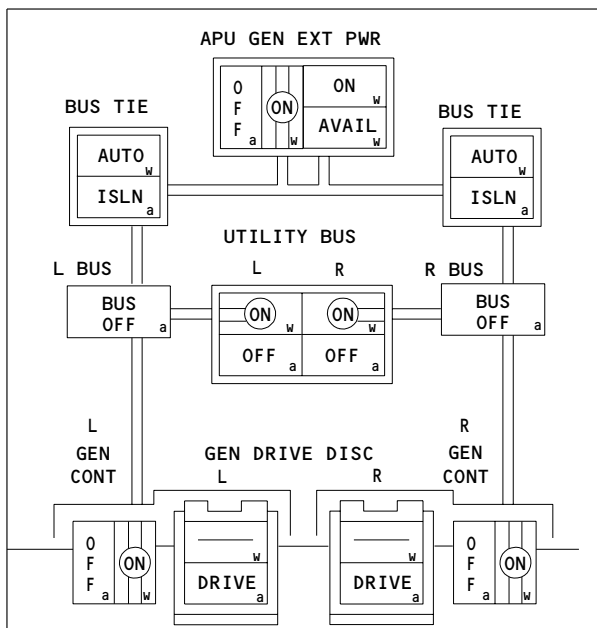 APU GEN EXT PWR
O
F
F
a
ON
w
ON
w
AVAIL
w
BUS TIE
AUTO
w
ISLN
a
BUS TIE
AUTO
w
ISLN
a
UTILITY BUS
L R
L BUS
BUS
OFF
a
ON
w
ON
w
OFF
a
OFF
a
R BUS
BUS
OFF
a
L
GEN
CONT
GEN DRIVE DISC
L R
R
GEN
CONT
O
F
F
a
ON
w
w
DRIVE
a
w
DRIVE
a
O
F
F
a
ON
w